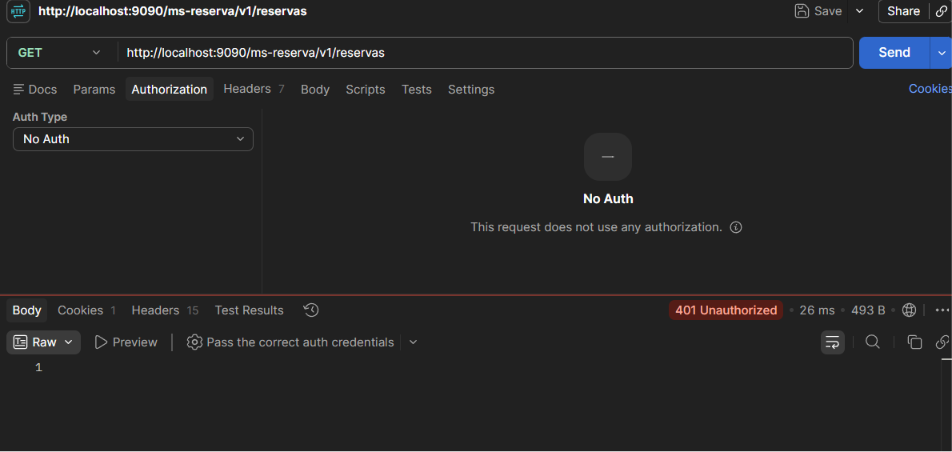 HTTP http://localhost:9090/ms-reserva/v1/reservas Save Share
GET http://localhost:9090/ms-reserva/v1/reservas Send
Docs Params Authorization Headers 7 Body Scripts Tests Settings Cookies
Auth Type
No Auth
No Auth
This request does not use any authorization.
Body Cookies 1 Headers 15 Test Results 401 Unauthorized • 26 ms • 493 B
Raw Preview Pass the correct auth credentials
1